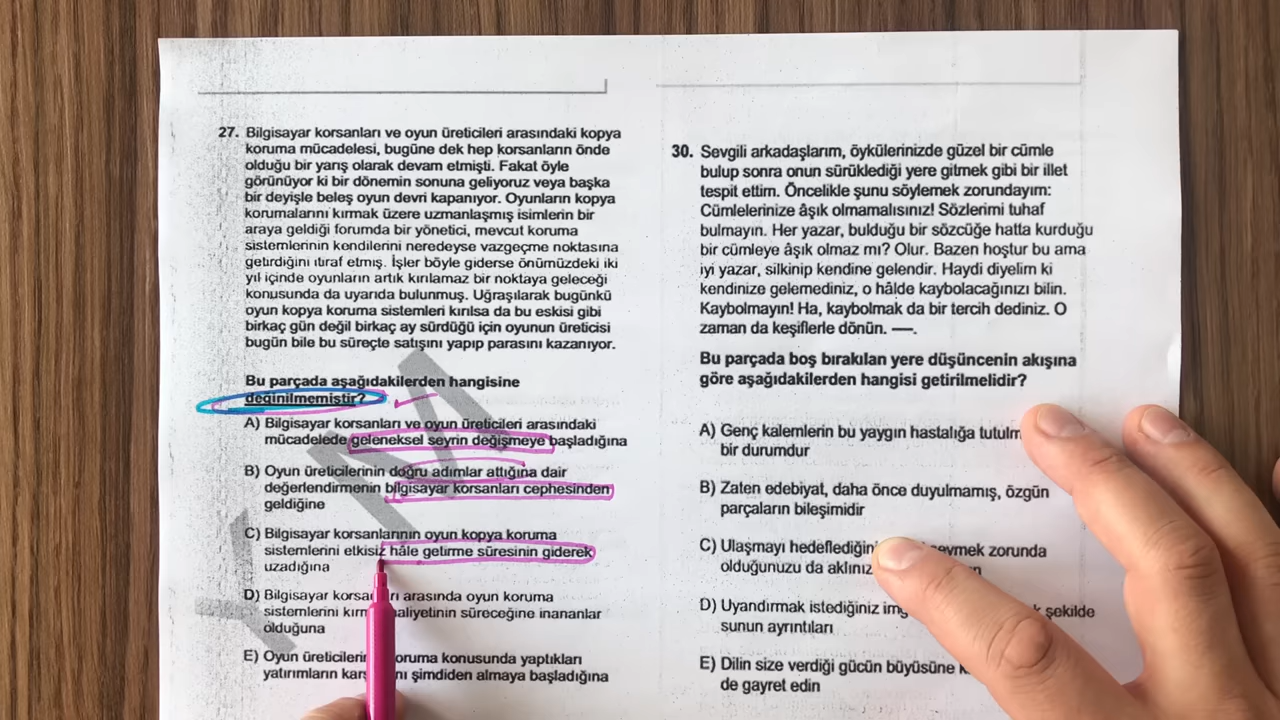 27. Bilgisayar korsanları ve oyun üreticileri arasındaki kopya
koruma mücadelesi, bugüne dek hep korsanların önde
olduğu bir yarış olarak devam etmişti. Fakat öyle
görünüyor ki bir dönemin sonuna geliyoruz veya başka
bir deyişle beleş oyun devri kapanıyor. Oyunların kopya
korumalarını kırmak üzere uzmanlaşmış isimlerin bir
araya geldiği forumda bir yönetici, mevcut koruma
sistemlerinin kendilerini neredeyse vazgeçme noktasına
getirdiğini itiraf etmiş. İşler böyle giderse önümüzdeki iki
yıl içinde oyunların artık kırılamaz bir noktaya geleceği
konusunda da uyarıda bulunmuş. Uğraşılarak bugünkü
oyun kopya koruma sistemleri kırılsa da bu eskisi gibi
birkaç gün değil birkaç ay sürdüğü için oyunun üreticisi
bugün bile bu süreçte satışını yapıp parasını kazanıyor.
Bu parçada aşağıdakilerden hangisine
değinilmemiştir?
A) Bilgisayar korsanları ve oyun üreticileri arasındaki
mücadelede geleneksel seyrin değişmeye başladığına
B) Oyun üreticilerinin doğru adımlar attığına dair
değerlendirmenin bilgisayar korsanları cephesinden
geldiğine
C) Bilgisayar korsanlarının oyun kopya koruma
sistemlerini etkisiz hâle getirme süresinin giderek
uzadığına
D) Bilgisayar arasında oyun koruma
sistemlerini süreceğine inananlar
olduğuna
E) Oyun konusunda yaptıkları
yatırımların şimdiden almaya başladığına
30. Sevgili arkadaşlarım, öykülerinizde güzel bir cümle
bulup sonra onun sürüklediği yere gitmek gibi bir illet
tespit ettim. Öncelikle şunu söylemek zorundayım:
Cümlelerinize âşık olmamalısınız! Sözlerimi tuhaf
bulmayın. Her yazar, bulduğu bir sözcüğe hatta kurduğu
bir cümleye âşık olmaz mı? Olur. Bazen hoştur bu ama
iyi yazar, silkinip kendine gelendir. Haydi diyelim ki
kendinize gelemediniz, o hâlde kaybolacağınızı bilin.
Kaybolmayın! Ha, kaybolmak da bir tercih dediniz. O
zaman da keşiflerle dönün. —.
Bu parçada boş bırakılan yere düşüncenin akışına
göre aşağıdakilerden hangisi getirilmelidir?
A) Genç kalemlerin bu yaygın hastalığa
bir durumdur
B) Zaten edebiyat, daha önce duyulmamış, özgün
parçaların bileşimidir
C) Ulaşmayı zorunda
olduğunuzu da
D) Uyandırmak istediğiniz şekilde
sunun ayrıntıları
E) Dilin size verdiği gücün büyüsüne
de gayret edin